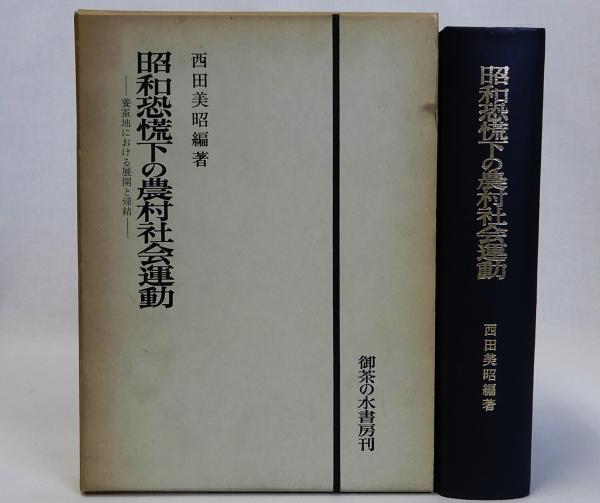 西田美昭編著
昭和恐慌下の農村社会運動
――養蚕地における展開と帰結――
御茶の水書房刊
昭和恐慌下の農村社会運動
西田美昭編著